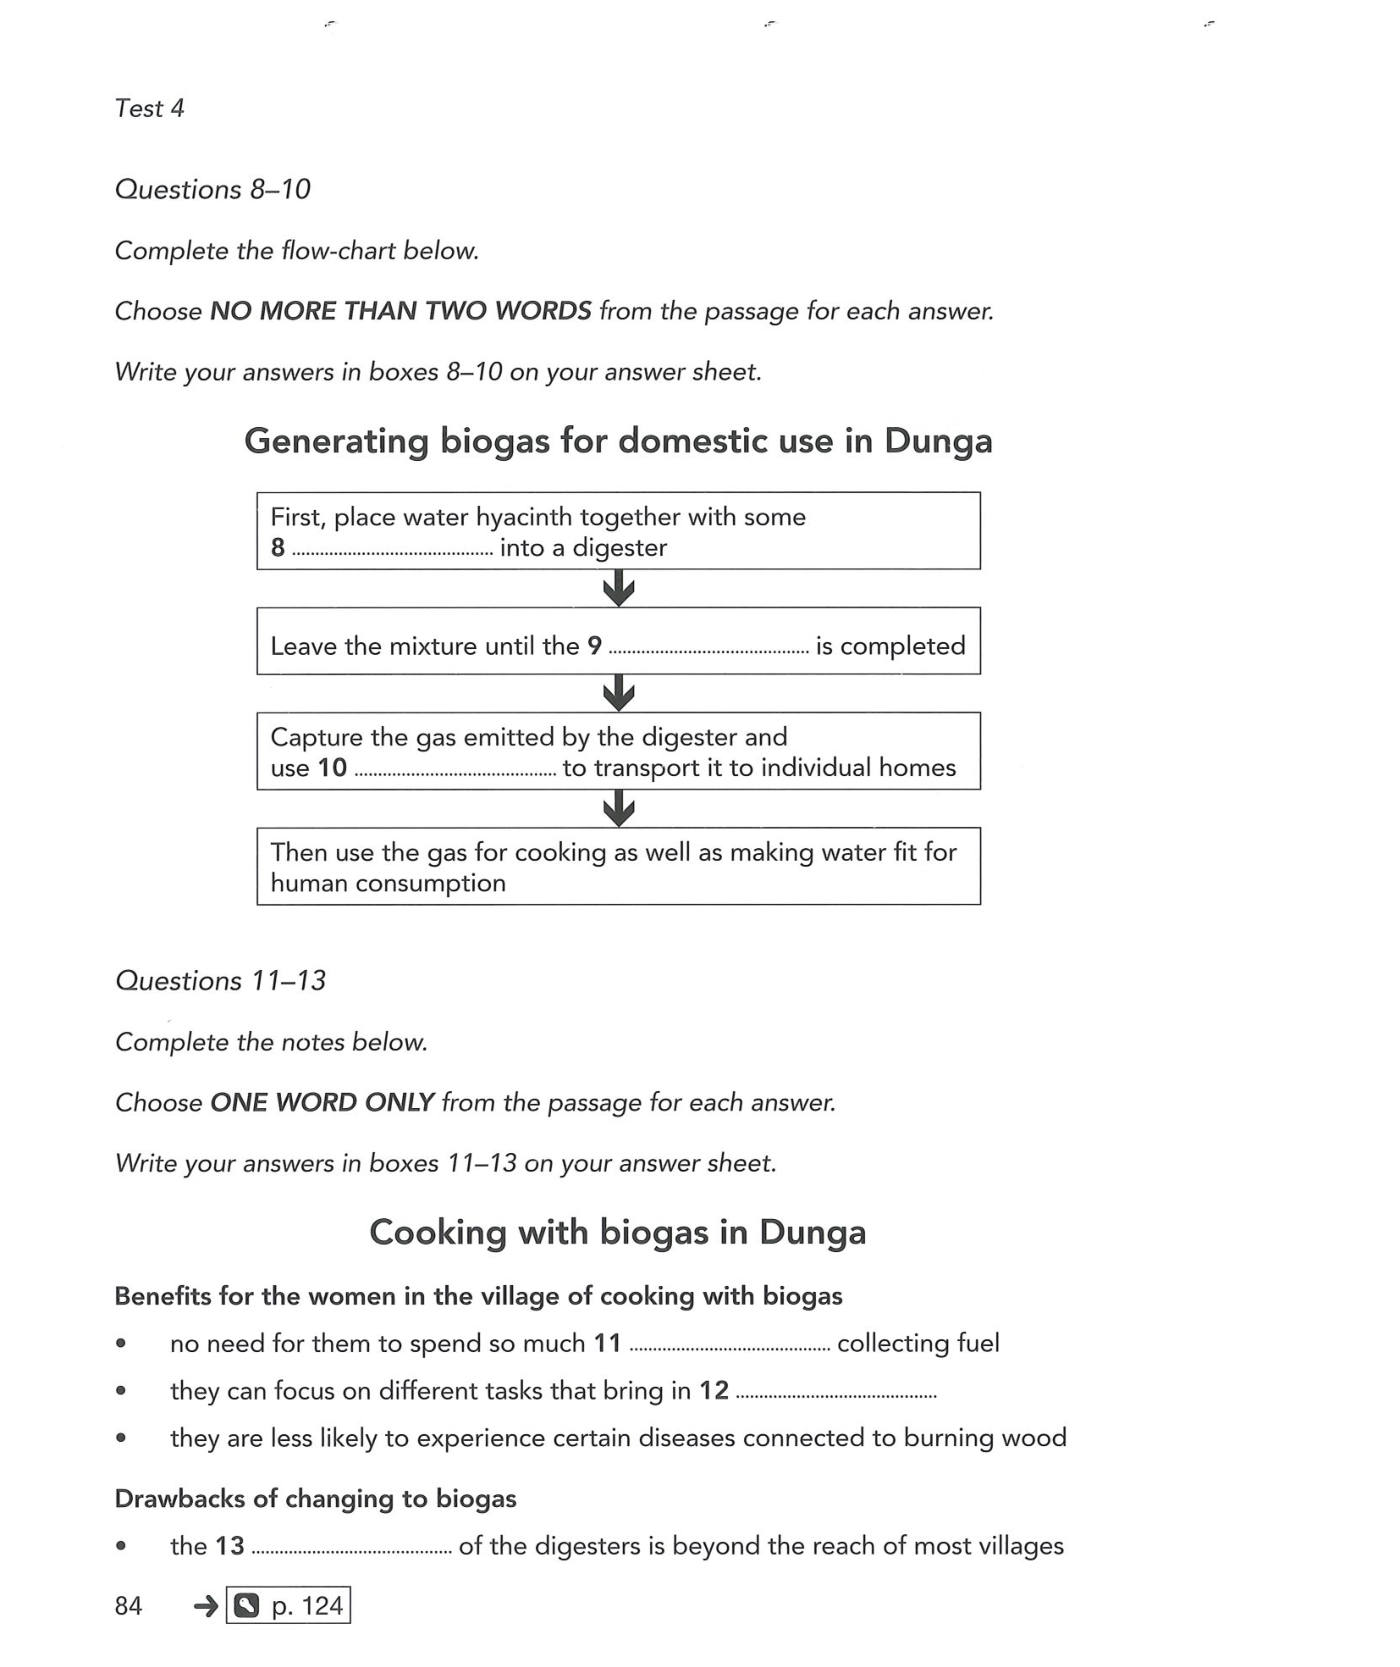 Test 4
Questions 8–10
Complete the flow-chart below.
Choose NO MORE THAN TWO WORDS from the passage for each answer.
Write your answers in boxes 8–10 on your answer sheet.
Generating biogas for domestic use in Dunga
First, place water hyacinth together with some
8 ........................................... into a digester
Leave the mixture until the 9 ........................................... is completed
Capture the gas emitted by the digester and
use 10 ........................................... to transport it to individual homes
Then use the gas for cooking as well as making water fit for
human consumption
Questions 11–13
Complete the notes below.
Choose ONE WORD ONLY from the passage for each answer.
Write your answers in boxes 11–13 on your answer sheet.
Cooking with biogas in Dunga
Benefits for the women in the village of cooking with biogas
• no need for them to spend so much 11 ........................................... collecting fuel
• they can focus on different tasks that bring in 12 ...........................................
• they are less likely to experience certain diseases connected to burning wood
Drawbacks of changing to biogas
• the 13 ........................................... of the digesters is beyond the reach of most villages
84 → p. 124